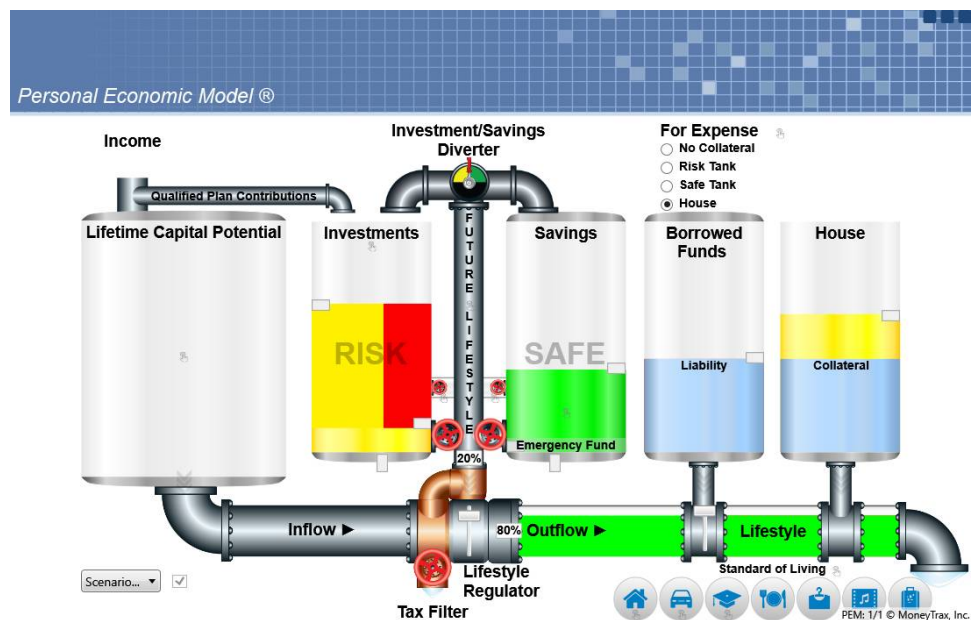 Personal Economic Model ®
Income
Investment/Savings
Diverter
For Expense
No Collateral
Risk Tank
Safe Tank
House
Qualified Plan Contributions
Lifetime Capital Potential
Investments
FUTURE LIFESTYLE
Savings
Borrowed
Funds
House
RISK
SAFE
Liability
Collateral
Emergency Fund
20%
Inflow ►
80%
Outflow ►
Lifestyle
Standard of Living
Scenario...
Lifestyle
Regulator
Tax Filter
PEM: 1/1 © MoneyTrax, Inc.